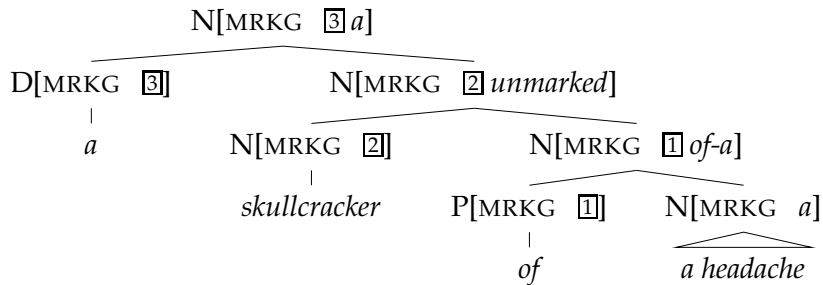 N[MRKG 3 a]
D[MRKG 3] N[MRKG 2 unmarked]
a N[MRKG 2] N[MRKG 1 of-a]
skullcracker P[MRKG 1] N[MRKG a]
of a headache